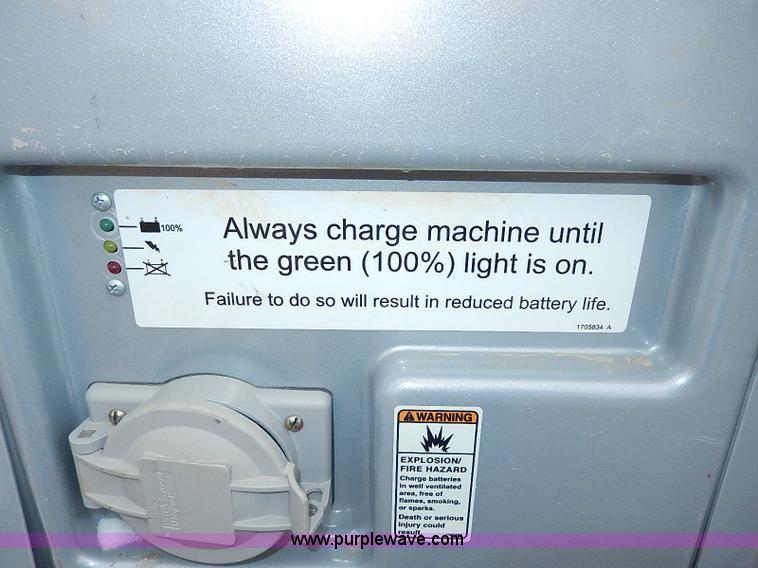 100%
Always charge machine until
the green (100%) light is on.
Failure to do so will result in reduced battery life.
1705834 A
WARNING
EXPLOSION/
FIRE HAZARD
Charge batteries
in well ventilated
area, free of
flames, smoking,
or sparks.
Death or serious
injury could
result.
www.purplewave.com